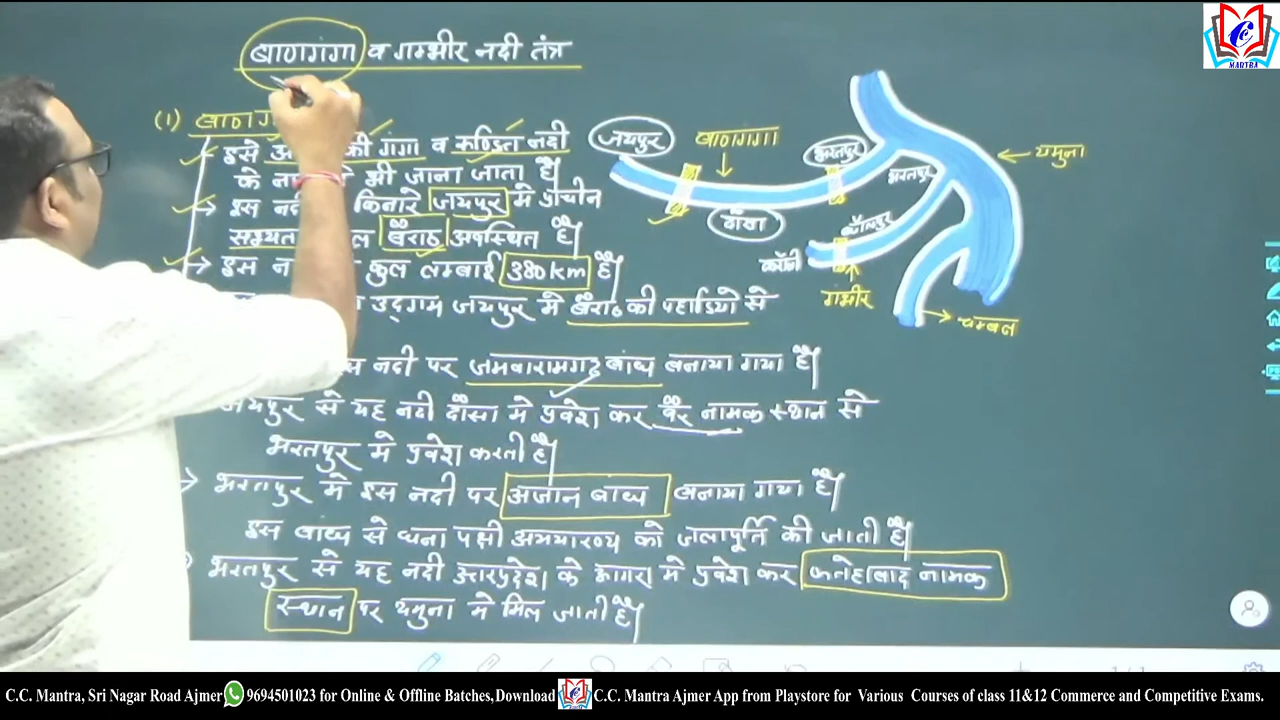 बाणगंगा व गम्भीर नदी तंत्र
(1) बाणग
इसे अ की गंगा व रूण्डित नदी
के ना भी जाना जाता है
→ इस नदी किनारे जयपुर मे प्राचीन
सभ्यता ल बैराठ अवस्थित है
→ इस न कुल लम्बाई 380km है
उद्गम जयपुर मे बैराठ की पहाडियो से
स नदी पर जमवारामगढ बांध बनाया गया है
जयपुर से यह नदी दौसा मे प्रवेश कर वैर नामक स्थान से
भरतपुर मे प्रवेश करती है
→ भरतपुर मे इस नदी पर अजान बांध बनाया गया है
इस बांध से घना पक्षी अभयारण्य को जलापूर्ति की जाती है
भरतपुर से यह नदी उत्तरप्रदेश के आगरा मे प्रवेश कर फतेहाबाद नामक
स्थान पर यमुना मे मिल जाती है
जयपुर
बाणगंगा
भरतपुर
यमुना
भरतपुर
दौसा
धौलपुर
करौली
गंभीर
चम्बल
CC
MANTRA
C.C. Mantra, Sri Nagar Road Ajmer 9694501023 for Online & Offline Batches,Download C.C. Mantra Ajmer App from Playstore for Various Courses of class 11&12 Commerce and Competitive Exams.